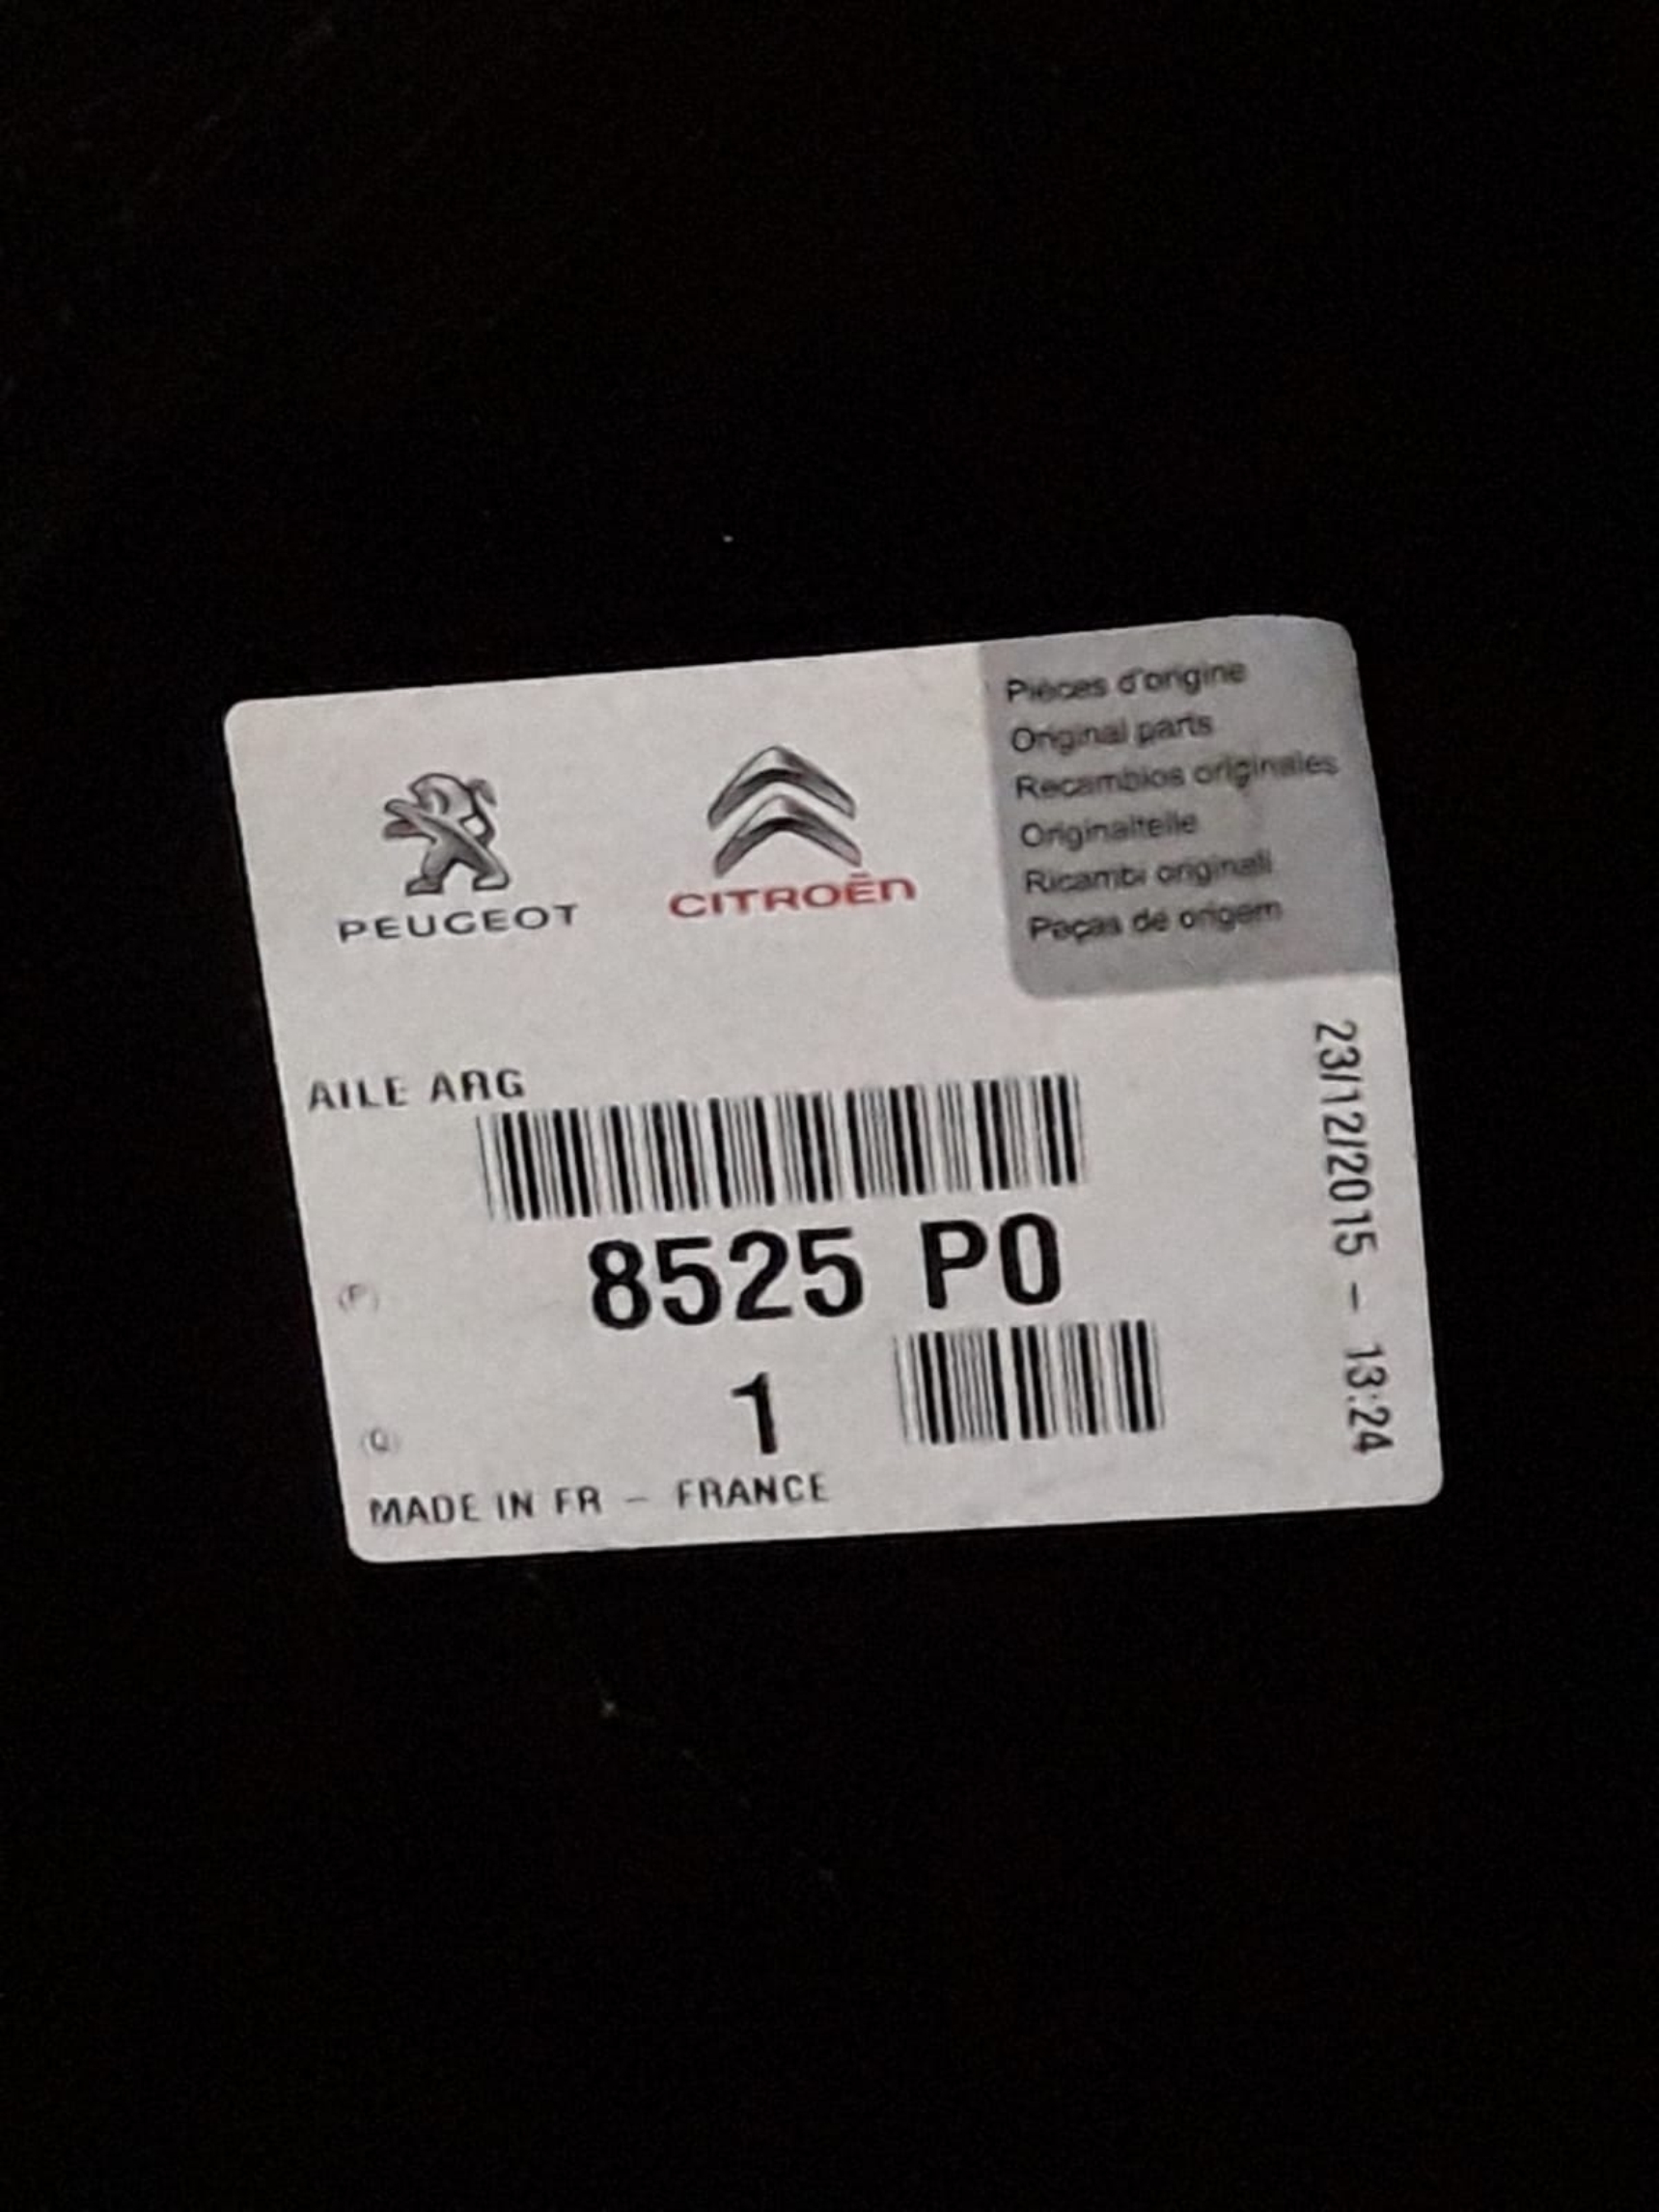 PEUGEOT
CITROËn
Pièces d'origine
Original parts
Recambios originales
Originalteile
Ricambi originali
Peças de origem
AILE ARG
23/12/2015 - 13:24
(P)
8525 P0
(Q)
1
MADE IN FR - FRANCE